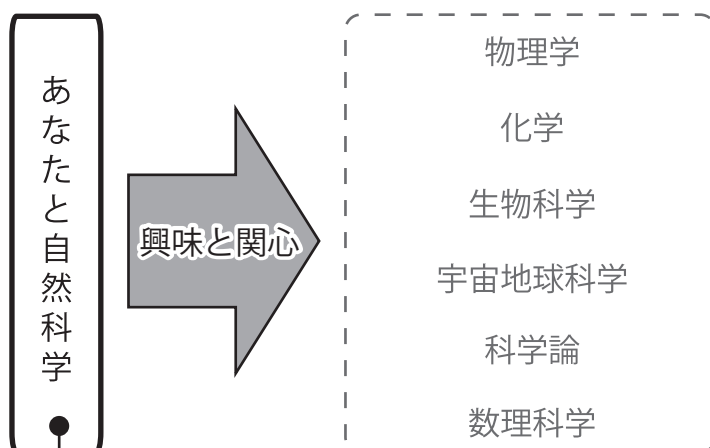 あなたと自然科学
興味と関心
物理学
化学
生物科学
宇宙地球科学
科学論
数理科学